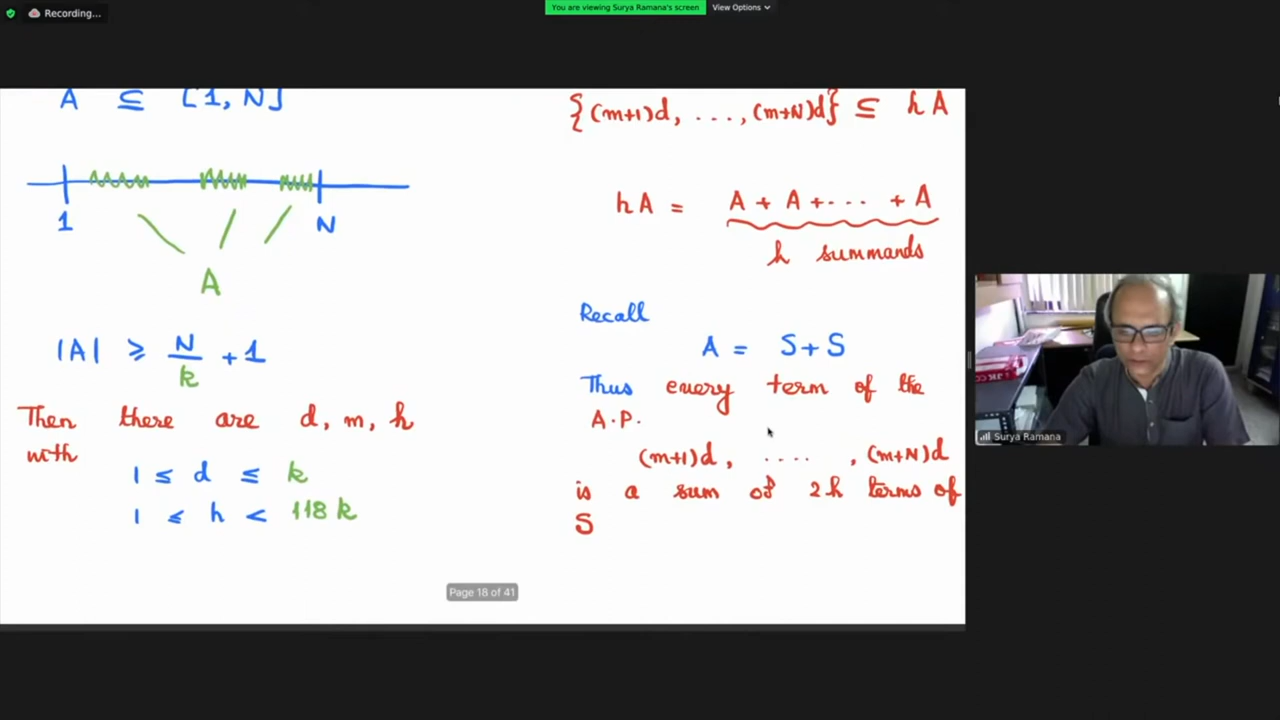 Recording...
You are viewing Surya Ramana's screen
View Options
A ⊆ [1, N]
1
N
A
|A| ≥ N/k + 1
Then there are d, m, h
with
1 ≤ d ≤ k
1 ≤ h < 118 k
{(m+1)d, ..., (m+N)d} ⊆ hA
hA = A + A + ... + A
h summands
Recall
A = S+S
Thus every term of the
A.P.
(m+1)d, ...., (m+N)d
is a sum of 2h terms of
S
Page 18 of 41
Surya Ramana